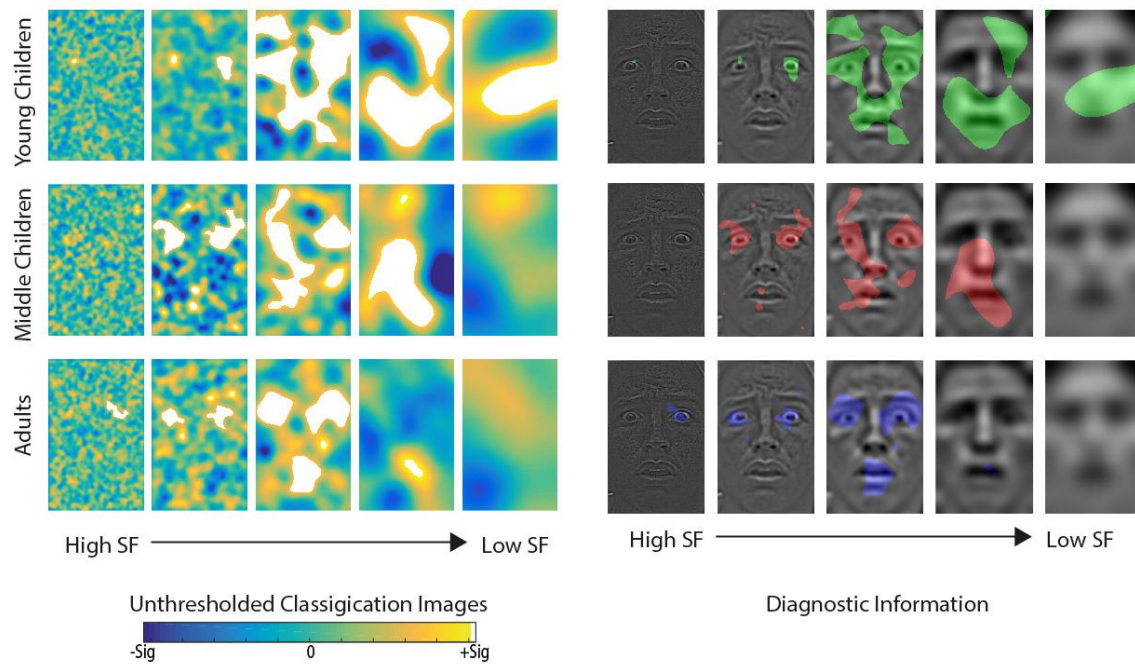 Young Children
Middle Children
Adults
High SF
Low SF
High SF
Low SF
Unthresholded Classigication Images
-Sig
0
+Sig
Diagnostic Information